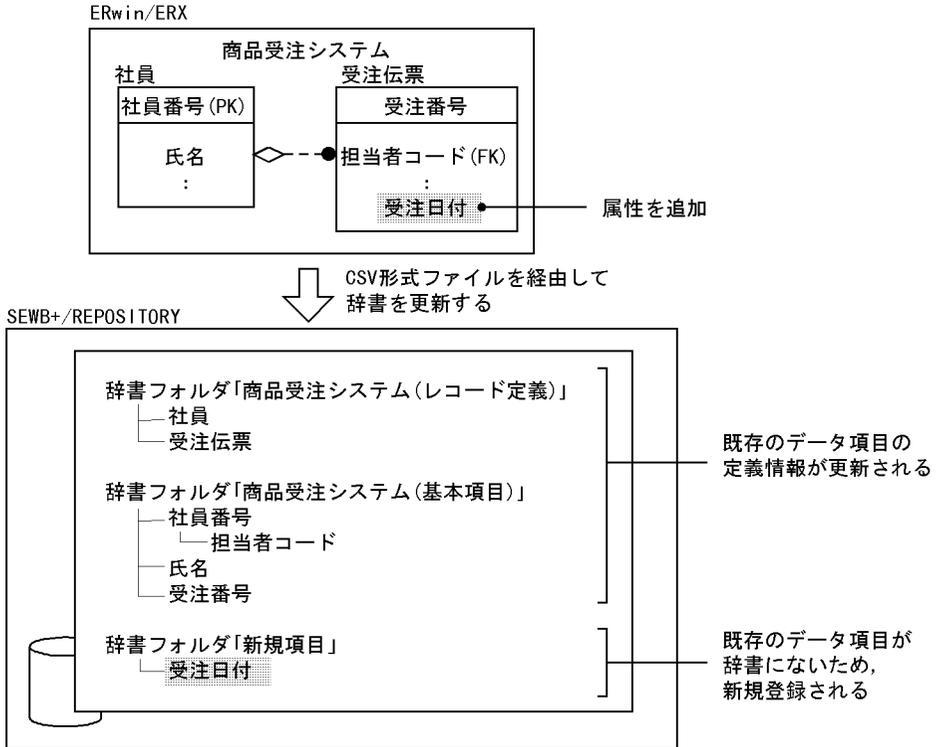 ERwin/ERX
商品受注システム
社員
受注伝票
社員番号(PK)
受注番号
氏名
担当者コード(FK)
:
:
受注日付
属性を追加
CSV形式ファイルを経由して
辞書を更新する
SEWB+/REPOSITORY
辞書フォルダ「商品受注システム(レコード定義)」
社員
受注伝票
既存のデータ項目の
定義情報が更新される
辞書フォルダ「商品受注システム(基本項目)」
社員番号
担当者コード
氏名
受注番号
辞書フォルダ「新規項目」
受注日付
既存のデータ項目が
辞書にないため,
新規登録される